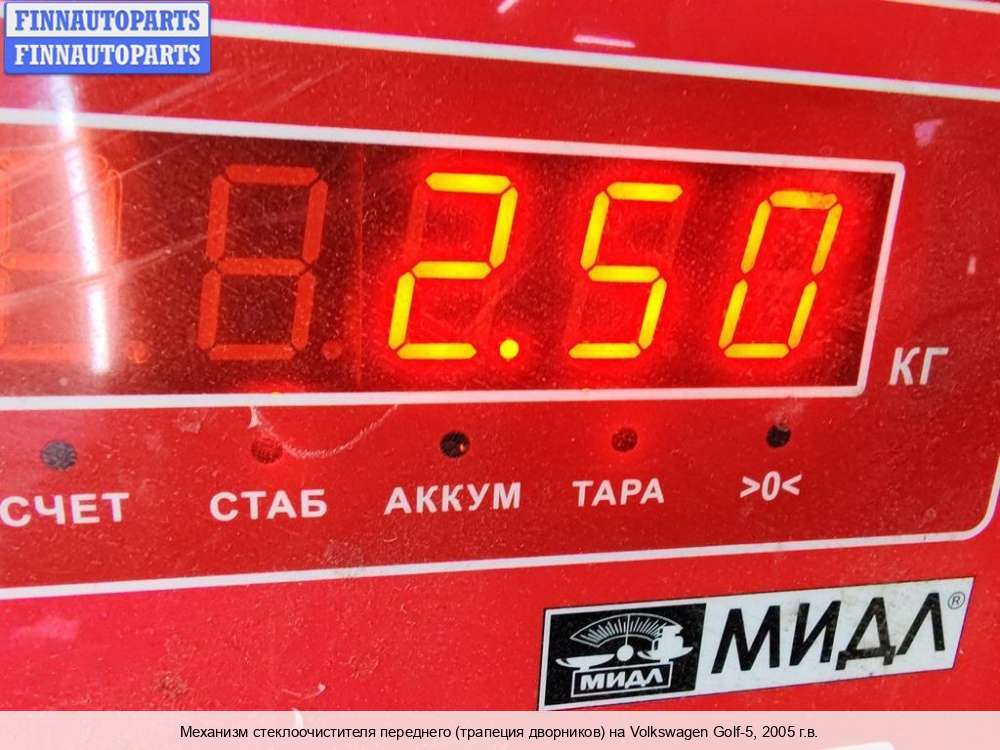 FINNAUTOPARTS
FINNAUTOPARTS
2.50
КГ
СЧЕТ СТАБ АККУМ ТАРА >0<
МИДЛ МИДЛ®
Механизм стеклоочистителя переднего (трапеция дворников) на Volkswagen Golf-5, 2005 г.в.